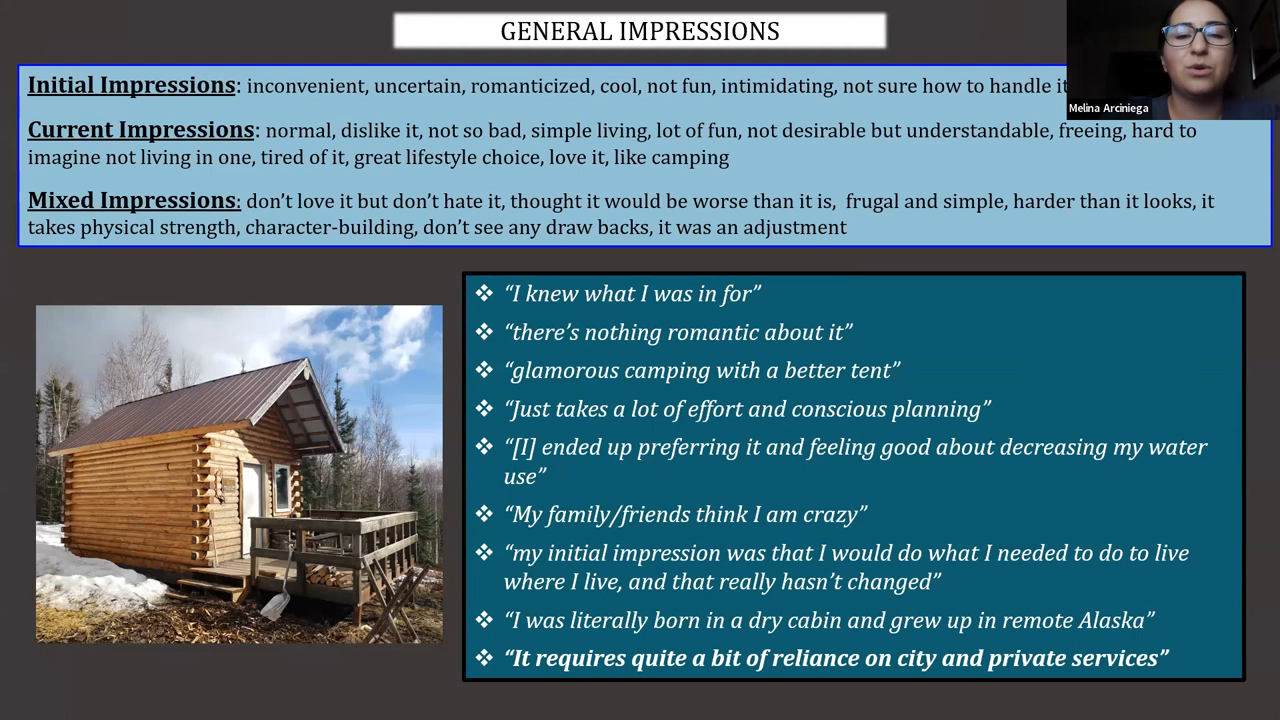 GENERAL IMPRESSIONS
Melina Arciniega
Initial Impressions: inconvenient, uncertain, romanticized, cool, not fun, intimidating, not sure how to handle it
Current Impressions: normal, dislike it, not so bad, simple living, lot of fun, not desirable but understandable, freeing, hard to
imagine not living in one, tired of it, great lifestyle choice, love it, like camping
Mixed Impressions: don’t love it but don’t hate it, thought it would be worse than it is,  frugal and simple, harder than it looks, it
takes physical strength, character-building, don’t see any draw backs, it was an adjustment
❖ “I knew what I was in for”
❖ “there’s nothing romantic about it”
❖ “glamorous camping with a better tent”
❖ “Just takes a lot of effort and conscious planning”
❖ “[I] ended up preferring it and feeling good about decreasing my water
use”
❖ “My family/friends think I am crazy”
❖ “my initial impression was that I would do what I needed to do to live
where I live, and that really hasn’t changed”
❖ “I was literally born in a dry cabin and grew up in remote Alaska”
❖ “It requires quite a bit of reliance on city and private services”